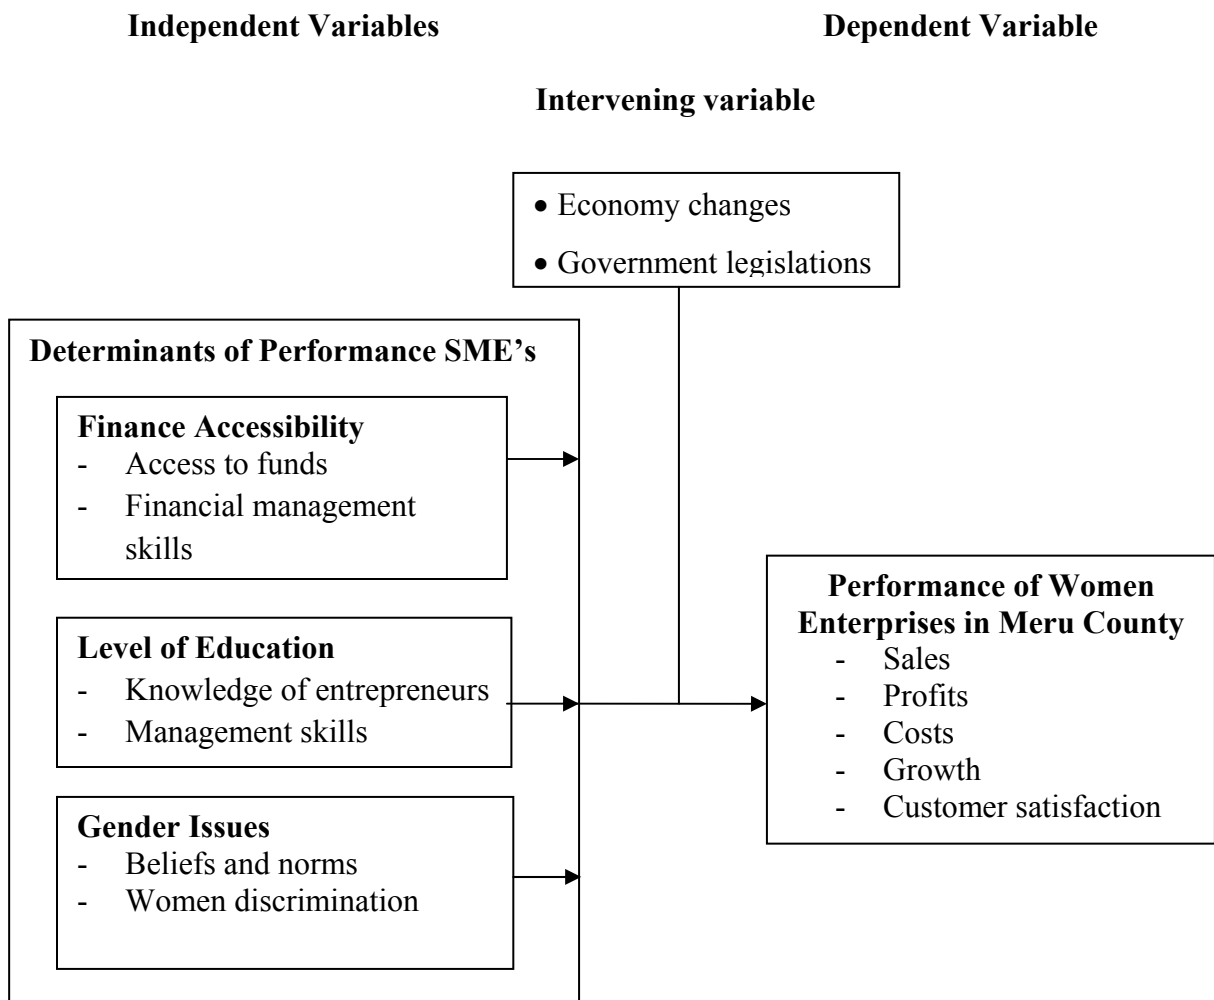 Independent Variables
Dependent Variable
Intervening variable
• Economy changes
• Government legislations
Determinants of Performance SME’s
Finance Accessibility
- Access to funds
- Financial management
skills
Level of Education
- Knowledge of entrepreneurs
- Management skills
Gender Issues
- Beliefs and norms
- Women discrimination
Performance of Women
Enterprises in Meru County
- Sales
- Profits
- Costs
- Growth
- Customer satisfaction